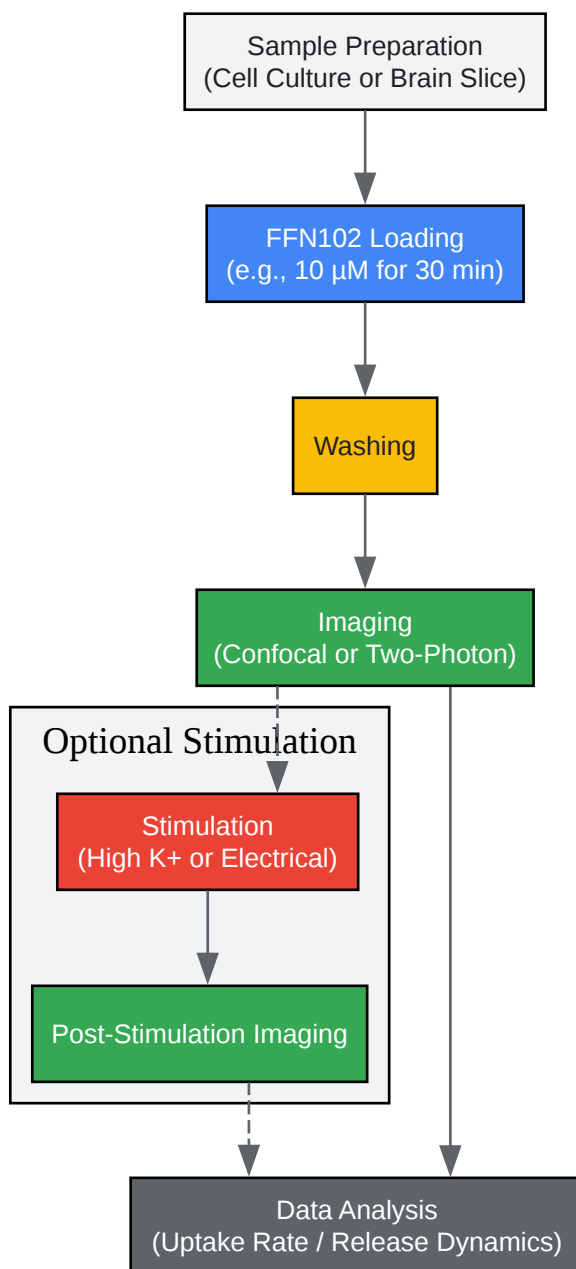 Sample Preparation
(Cell Culture or Brain Slice)
FFN102 Loading
(e.g., 10 µM for 30 min)
Washing
Imaging
(Confocal or Two-Photon)
Optional Stimulation
Stimulation
(High K+ or Electrical)
Post-Stimulation Imaging
Data Analysis
(Uptake Rate / Release Dynamics)